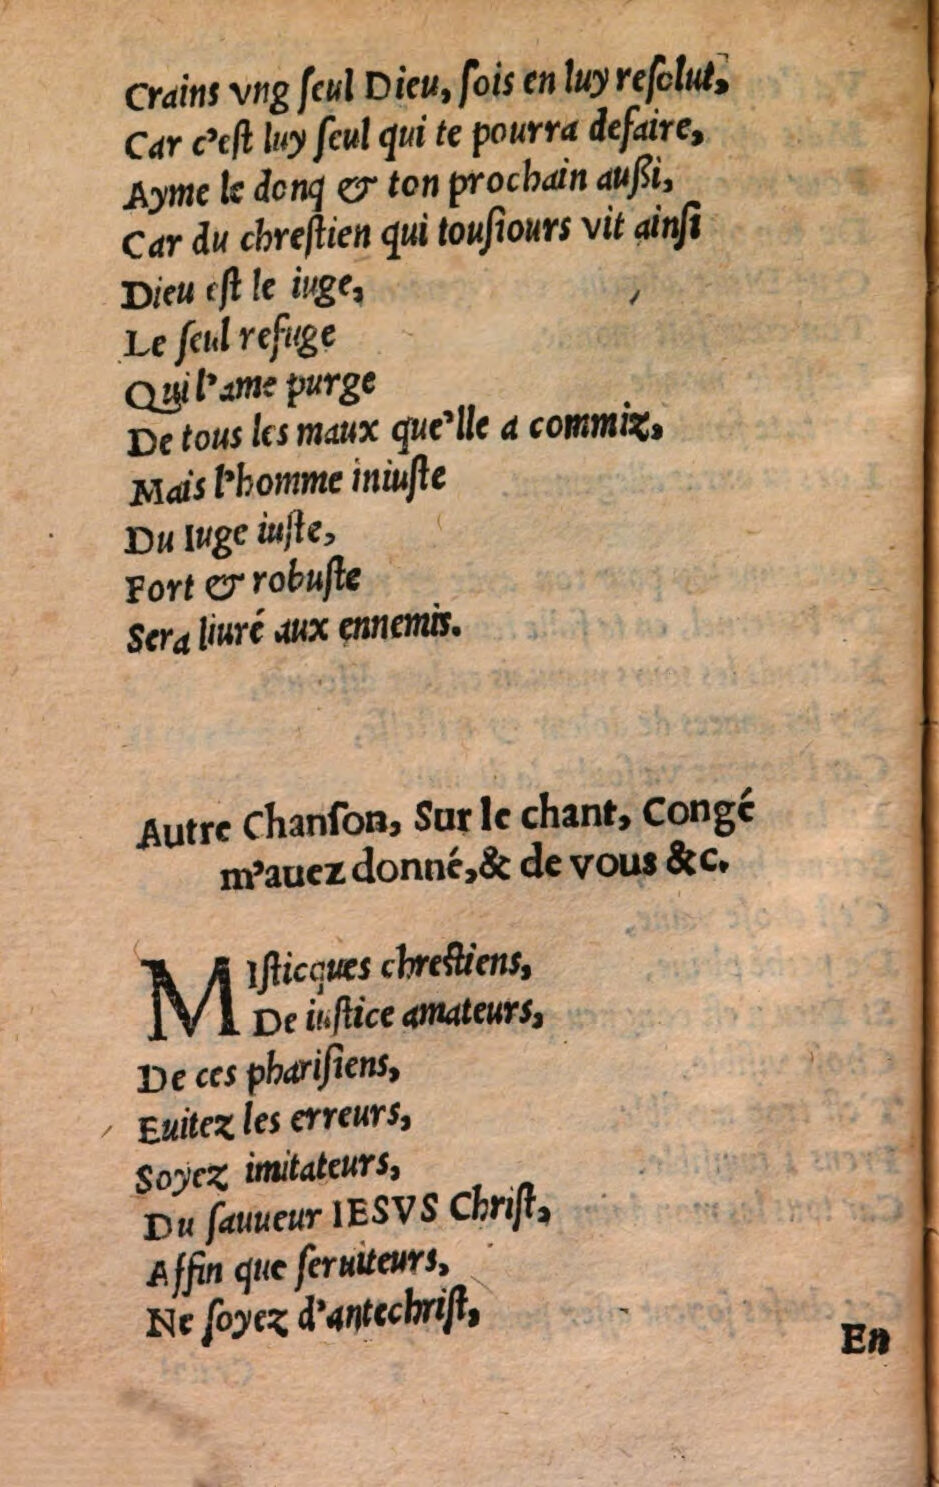 Crains vng ſeul Dieu, ſois en luy reſolut,
Car c'eſt luy ſeul qui te pourra defaire,
Ayme le donq & ton prochain auſsi,
Car du chreſtien qui touſiours vit ainſi
Dieu eſt le iuge,
Le ſeul refuge
Qui l'ame purge
De tous les maux que'lle a commiz,
Mais l'homme iniuſte
Du Iuge iuſte,
Fort & robuſte
Sera liuré aux ennemis.
Autre Chanſon, Sur le chant, Congé
m'auez donné, & de vous &c.
MIſticques chreſtiens,
De iuſtice amateurs,
De ces phariſiens,
Euitez les erreurs,
Soyez imitateurs,
Du ſauueur IESVS Chriſt,
Affin que ſeruiteurs,
Ne ſoyez d'antechriſt,
En